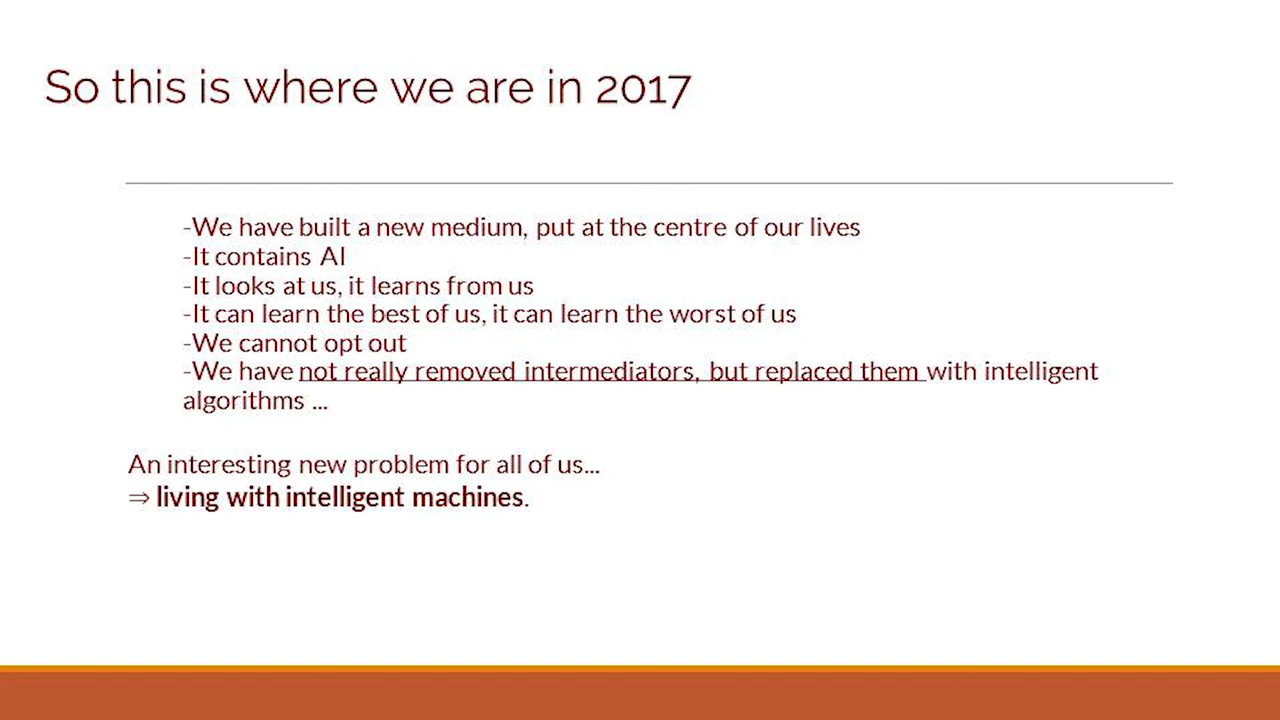 So this is where we are in 2017
-We have built a new medium, put at the centre of our lives
-It contains AI
-It looks at us, it learns from us
-It can learn the best of us, it can learn the worst of us
-We cannot opt out
-We have not really removed intermediators, but replaced them with intelligent
algorithms ...
An interesting new problem for all of us...
⇒ living with intelligent machines.